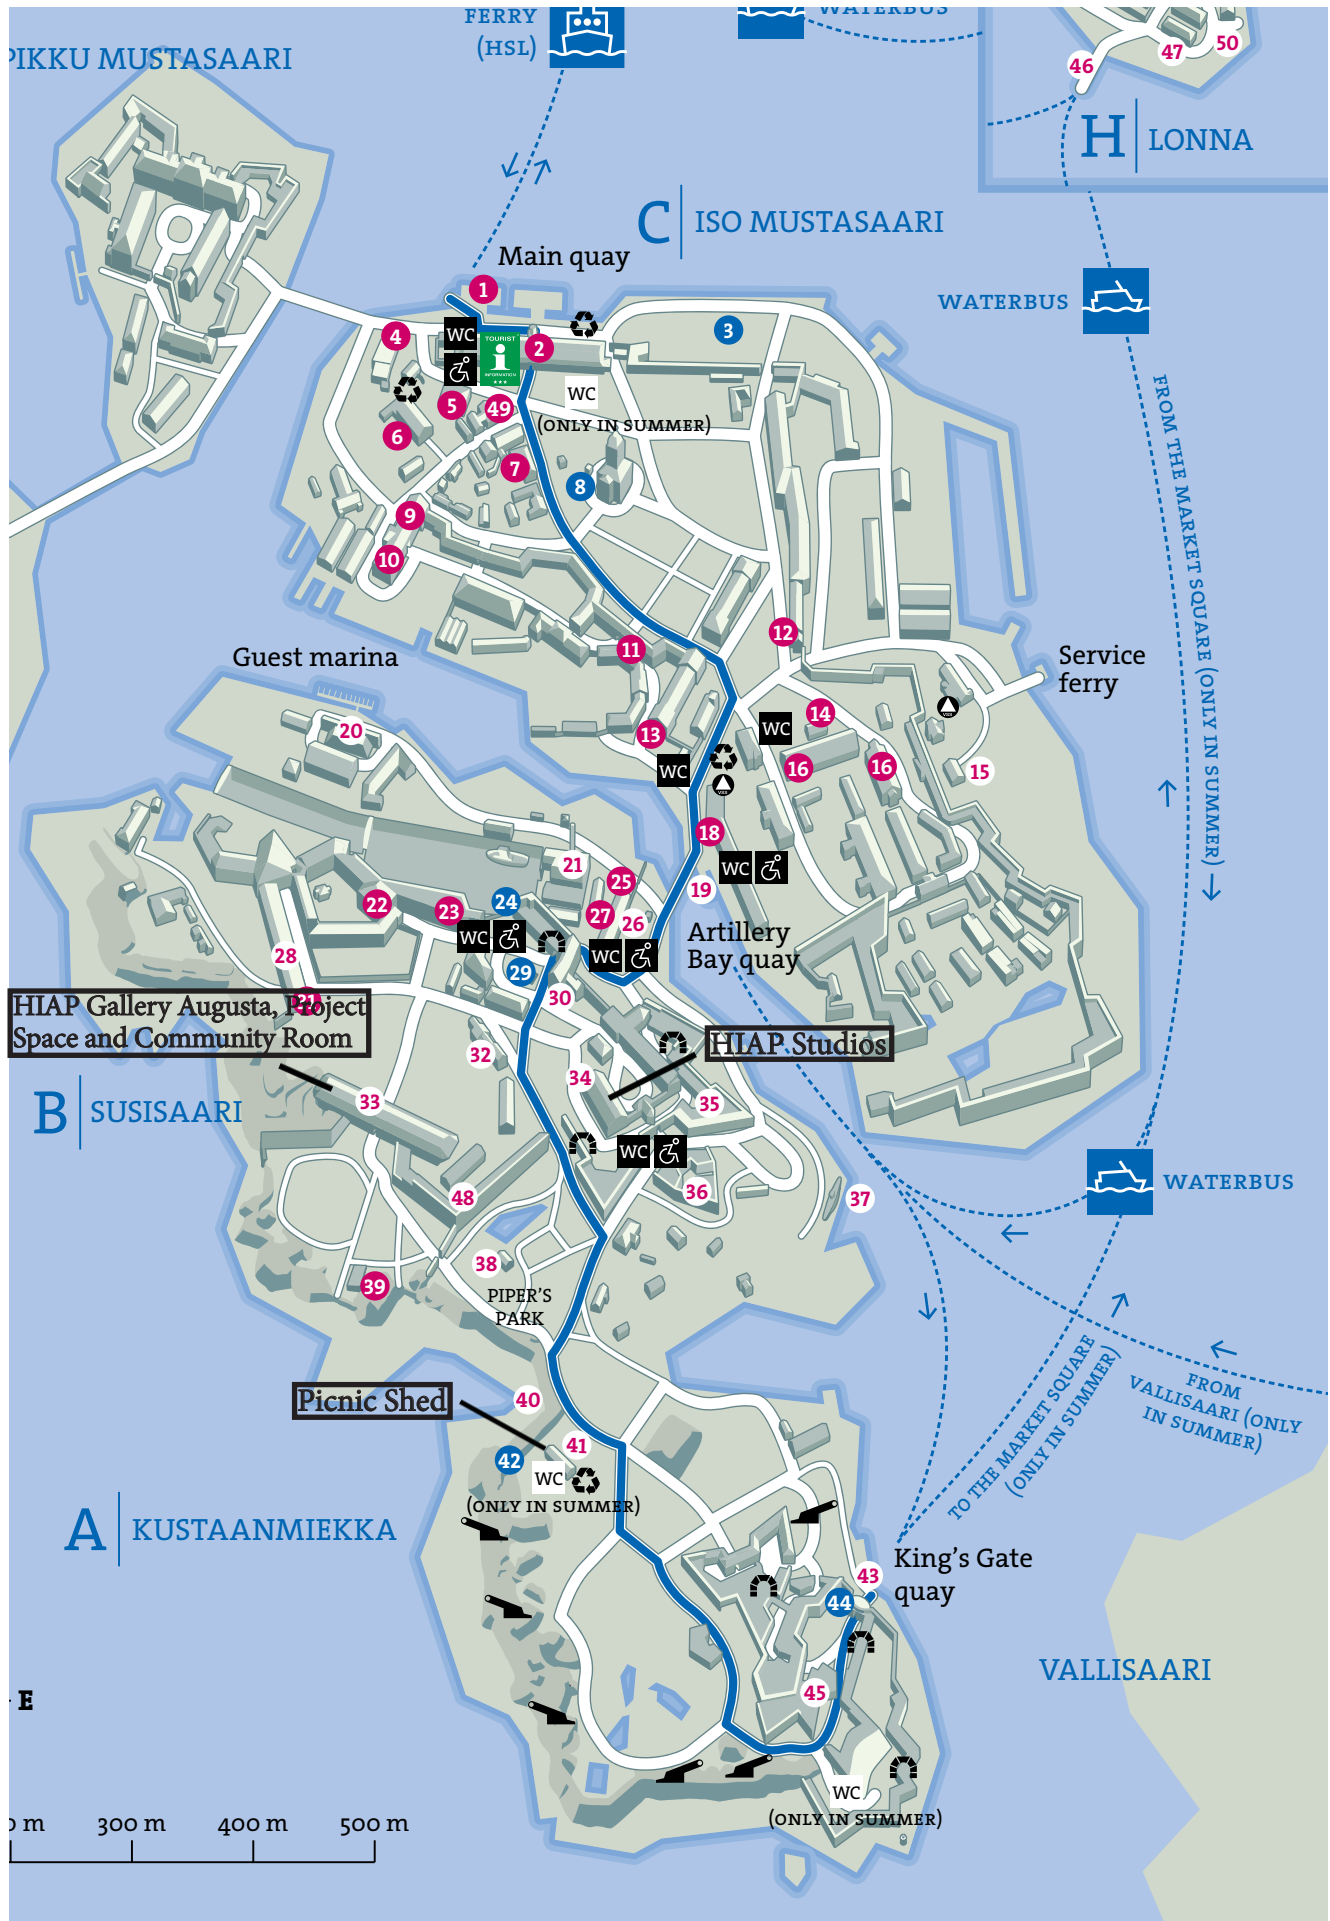 FERRY
(HSL)
WATERBUS
PIKKU MUSTASAARI
46
47
50
H LONNA
C ISO MUSTASAARI
Main quay
1
WATERBUS
4
WC
TOURIST
INFORMATION
2
3
5
49
WC
(ONLY IN SUMMER)
6
7
8
9
10
FROM THE MARKET SQUARE (ONLY IN SUMMER)
11
12
Guest marina
Service
ferry
20
13
WC
14
WC
16
16
15
18
WC
19
21
25
22
23
24
27
26
WC
WC
Artillery
Bay quay
28
29
30
31
HIAP Gallery Augusta, Project
Space and Community Room
HIAP Studios
32
34
33
35
B SUSISAARI
WC
36
37
48
WATERBUS
38
39
PIPER'S
PARK
FROM
VALLISAARI (ONLY
IN SUMMER)
TO THE MARKET SQUARE
(ONLY IN SUMMER)
Picnic Shed
40
41
42
WC
(ONLY IN SUMMER)
A KUSTAANMIEKKA
King's Gate
quay
43
44
45
VALLISAARI
E
WC
(ONLY IN SUMMER)
0 m 300 m 400 m 500 m